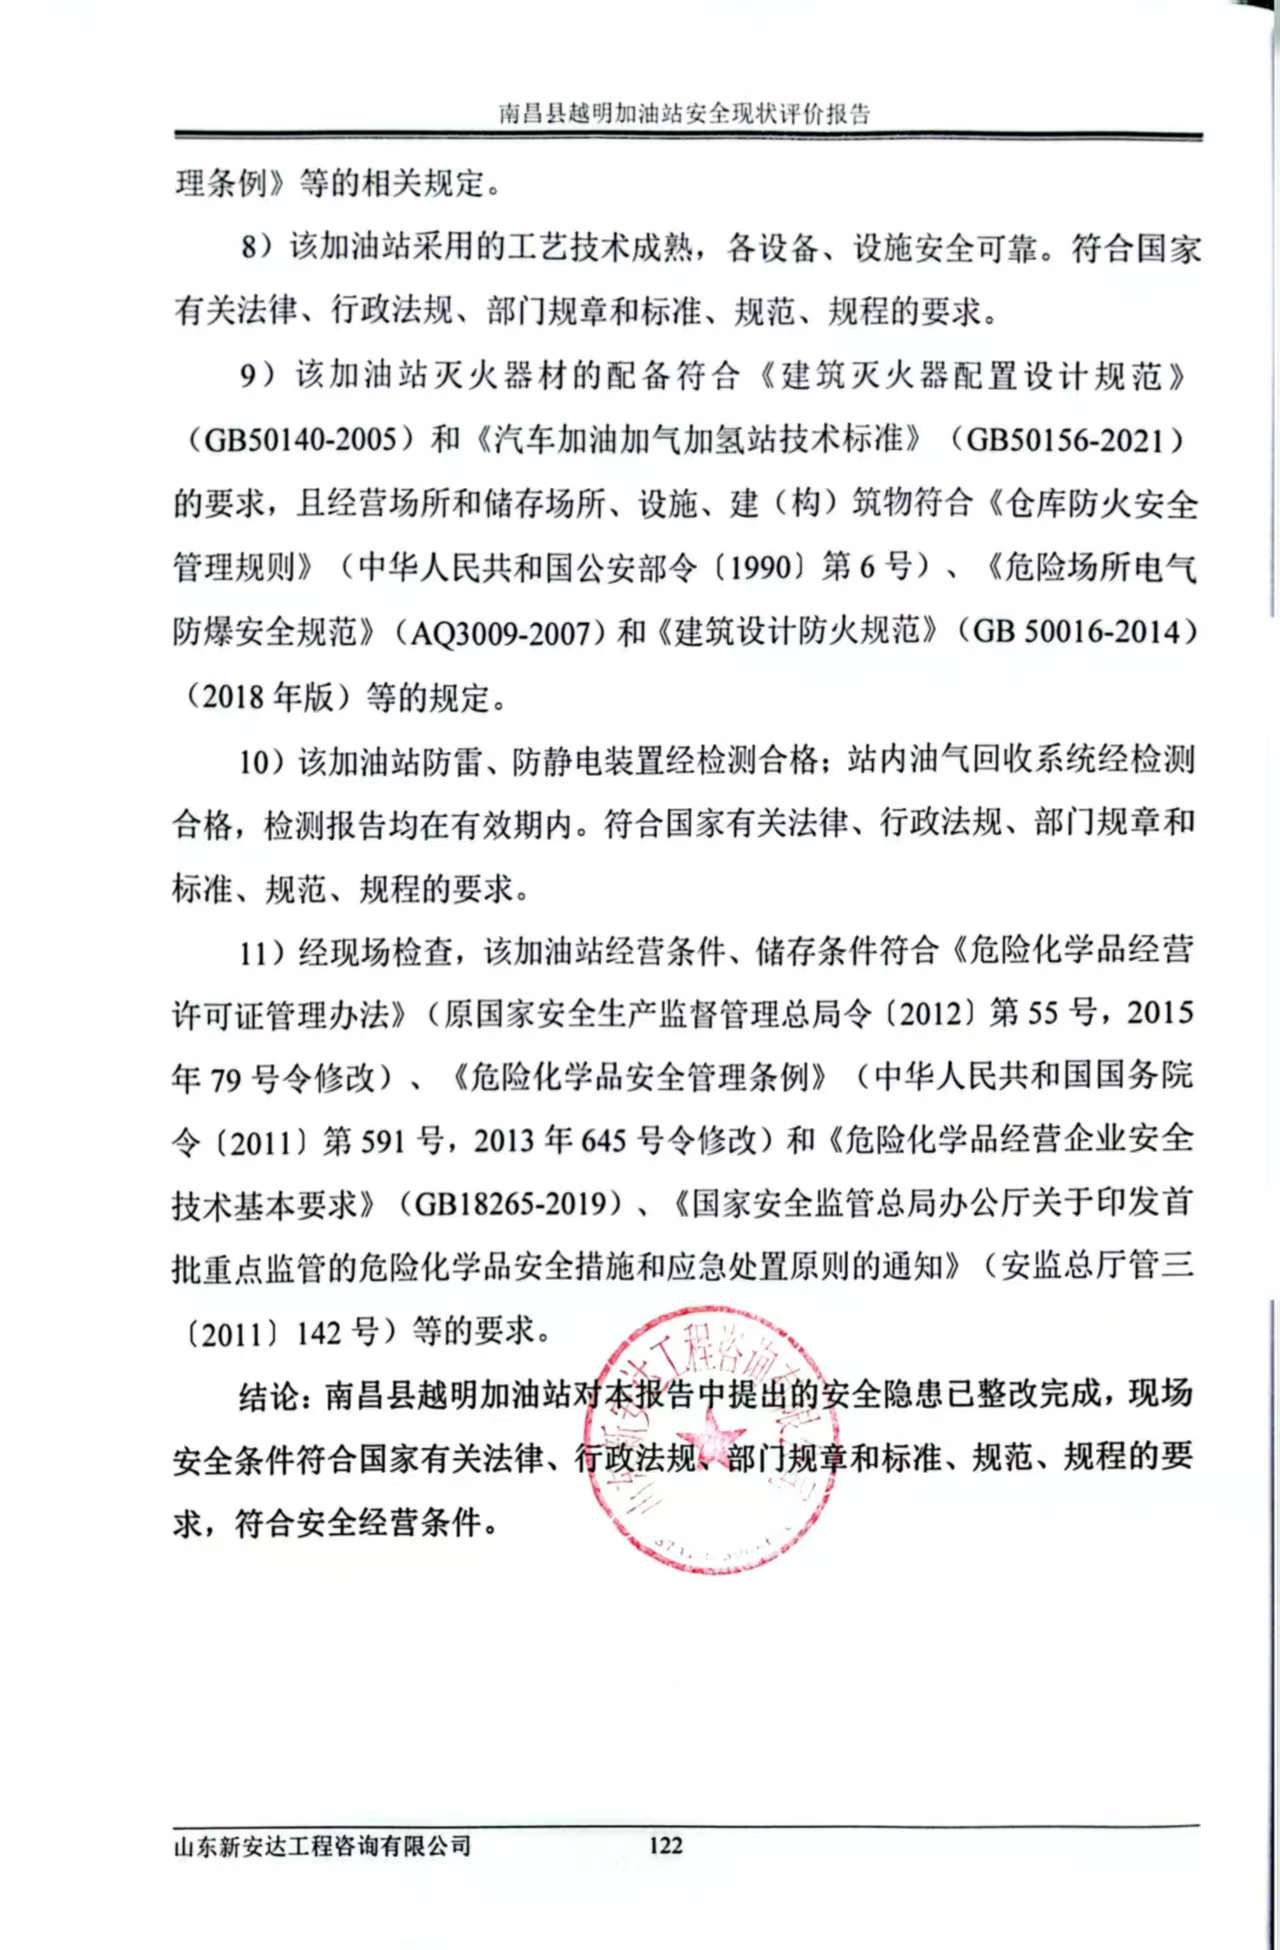 南昌县越明加油站安全现状评价报告
理条例》等的相关规定。
8）该加油站采用的工艺技术成熟，各设备、设施安全可靠。符合国家
有关法律、行政法规、部门规章和标准、规范、规程的要求。
9）该加油站灭火器材的配备符合《建筑灭火器配置设计规范》
（GB50140-2005）和《汽车加油加气加氢站技术标准》（GB50156-2021）
的要求，且经营场所和储存场所、设施、建（构）筑物符合《仓库防火安全
管理规则》（中华人民共和国公安部令〔1990〕第 6 号）、《危险场所电气
防爆安全规范》（AQ3009-2007）和《建筑设计防火规范》（GB 50016-2014）
（2018 年版）等的规定。
10）该加油站防雷、防静电装置经检测合格；站内油气回收系统经检测
合格，检测报告均在有效期内。符合国家有关法律、行政法规、部门规章和
标准、规范、规程的要求。
11）经现场检查，该加油站经营条件、储存条件符合《危险化学品经营
许可证管理办法》（原国家安全生产监督管理总局令〔2012〕第 55 号，2015
年 79 号令修改）、《危险化学品安全管理条例》（中华人民共和国国务院
令〔2011〕第 591 号，2013 年 645 号令修改）和《危险化学品经营企业安全
技术基本要求》（GB18265-2019）、《国家安全监管总局办公厅关于印发首
批重点监管的危险化学品安全措施和应急处置原则的通知》（安监总厅管三
〔2011〕142 号）等的要求。
结论：南昌县越明加油站对本报告中提出的安全隐患已整改完成，现场
安全条件符合国家有关法律、行政法规、部门规章和标准、规范、规程的要
求，符合安全经营条件。
山东新安达工程咨询有限公司
山东新安达工程咨询有限公司 122